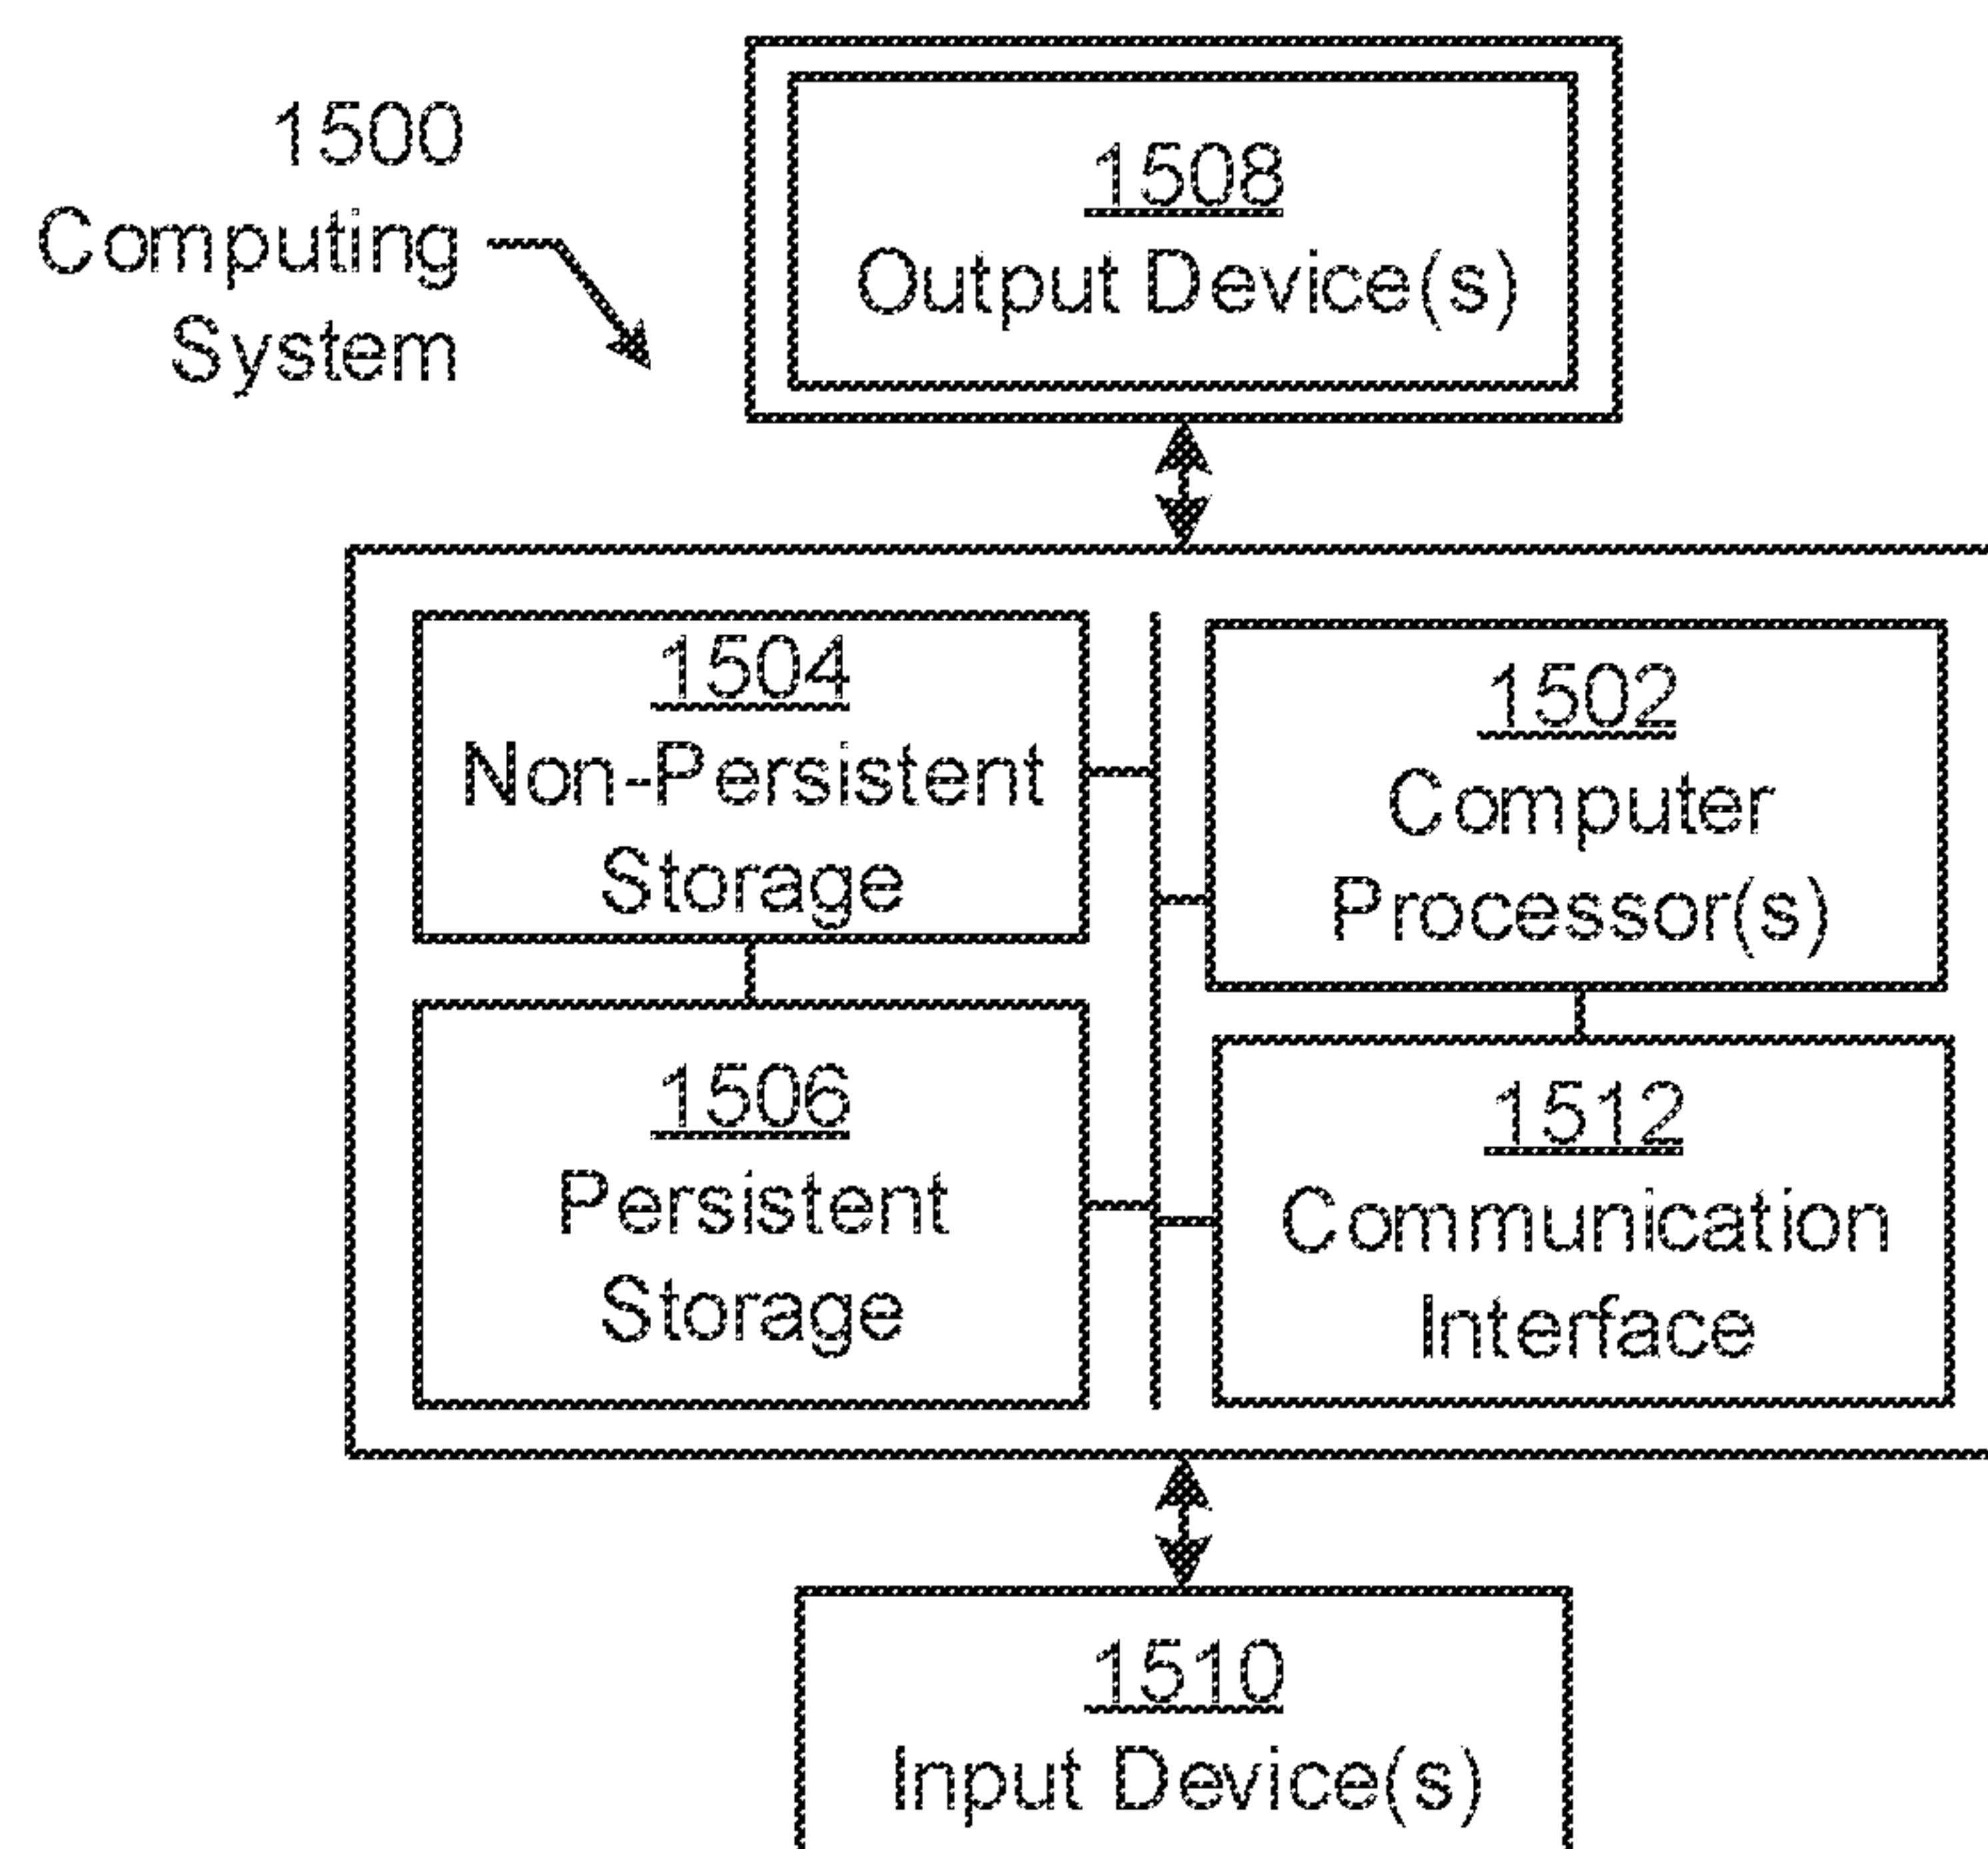 1500
Computing
System
1508
Output Device(s)
1504
Non-Persistent
Storage
1502
Computer
Processor(s)
1506
Persistent
Storage
1512
Communication
Interface
1510
Input Device(s)